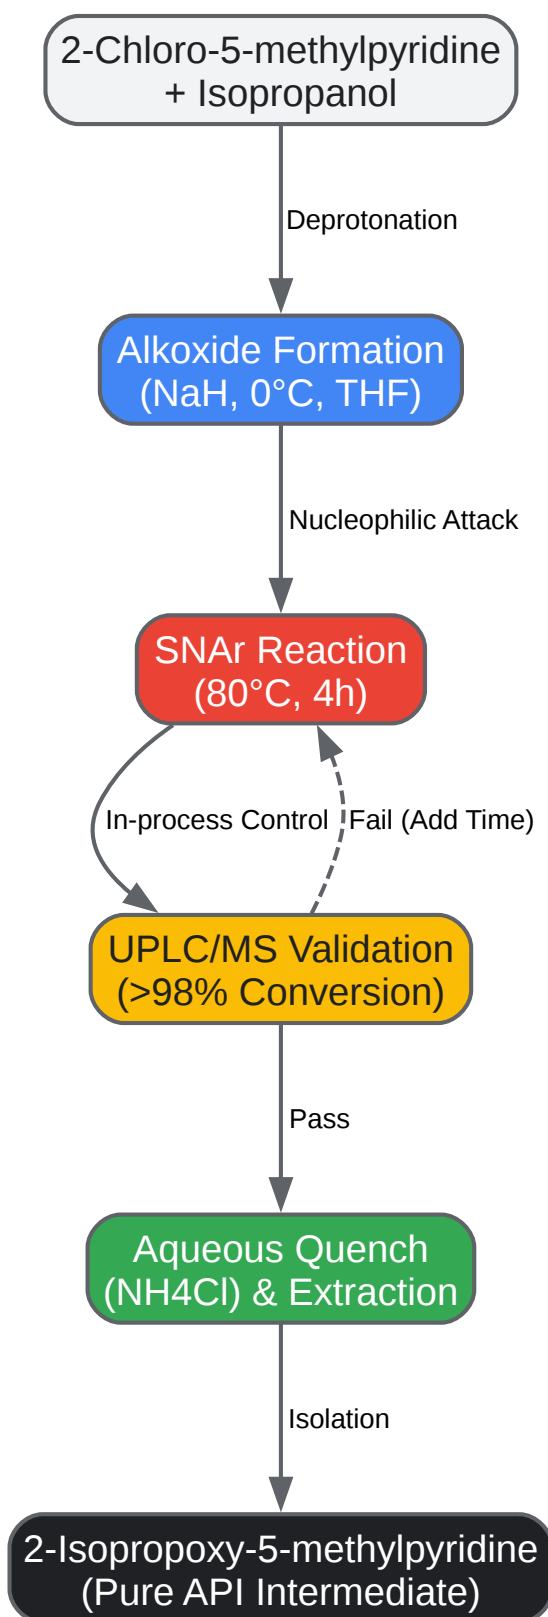 2-Chloro-5-methylpyridine
+ Isopropanol
Deprotonation
Alkoxide Formation
(NaH, 0°C, THF)
Nucleophilic Attack
SNAr Reaction
(80°C, 4h)
In-process Control
Fail (Add Time)
UPLC/MS Validation
(>98% Conversion)
Pass
Aqueous Quench
(NH4Cl) & Extraction
Isolation
2-Isopropoxy-5-methylpyridine
(Pure API Intermediate)